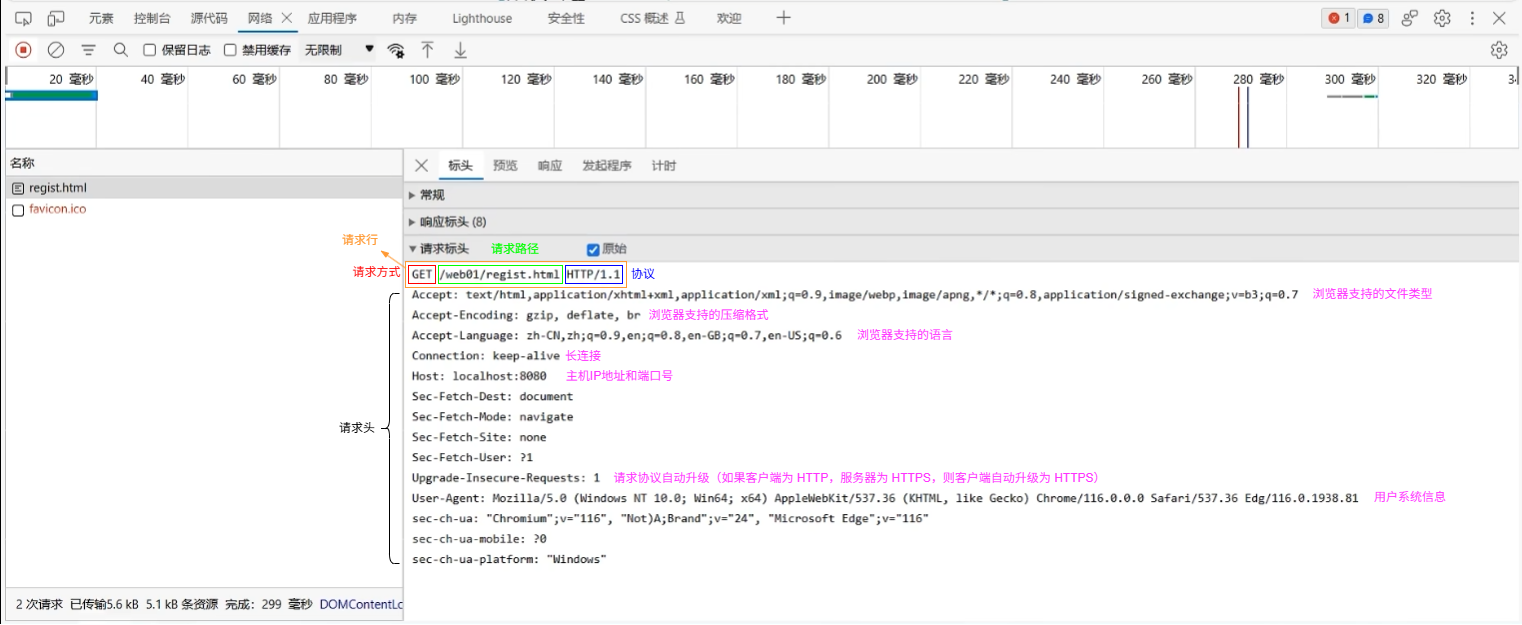 元素 控制台 源代码 网络 应用程序 内存 Lighthouse 安全性 CSS 概述 欢迎 1 8
保留日志 禁用缓存 无限制
20 毫秒 40 毫秒 60 毫秒 80 毫秒 100 毫秒 120 毫秒 140 毫秒 160 毫秒 180 毫秒 200 毫秒 220 毫秒 240 毫秒 260 毫秒 280 毫秒 300 毫秒 320 毫秒
名称
regist.html
favicon.ico
标头 预览 响应 发起程序 计时
常规
响应标头 (8)
请求标头 请求路径 原始
请求行
请求方式 GET /web01/regist.html HTTP/1.1 协议
Accept: text/html,application/xhtml+xml,application/xml;q=0.9,image/webp,image/apng,*/*;q=0.8,application/signed-exchange;v=b3;q=0.7 浏览器支持的文件类型
Accept-Encoding: gzip, deflate, br 浏览器支持的压缩格式
Accept-Language: zh-CN,zh;q=0.9,en;q=0.8,en-GB;q=0.7,en-US;q=0.6 浏览器支持的语言
Connection: keep-alive 长连接
Host: localhost:8080 主机IP地址和端口号
Sec-Fetch-Dest: document
Sec-Fetch-Mode: navigate
请求头
Sec-Fetch-Site: none
Sec-Fetch-User: ?1
Upgrade-Insecure-Requests: 1 请求协议自动升级（如果客户端为 HTTP，服务器为 HTTPS，则客户端自动升级为 HTTPS）
User-Agent: Mozilla/5.0 (Windows NT 10.0; Win64; x64) AppleWebKit/537.36 (KHTML, like Gecko) Chrome/116.0.0.0 Safari/537.36 Edg/116.0.1938.81 用户系统信息
sec-ch-ua: "Chromium";v="116", "Not)A;Brand";v="24", "Microsoft Edge";v="116"
sec-ch-ua-mobile: ?0
sec-ch-ua-platform: "Windows"
2 次请求 已传输5.6 kB 5.1 kB 条资源 完成：299 毫秒 DOMContentLo